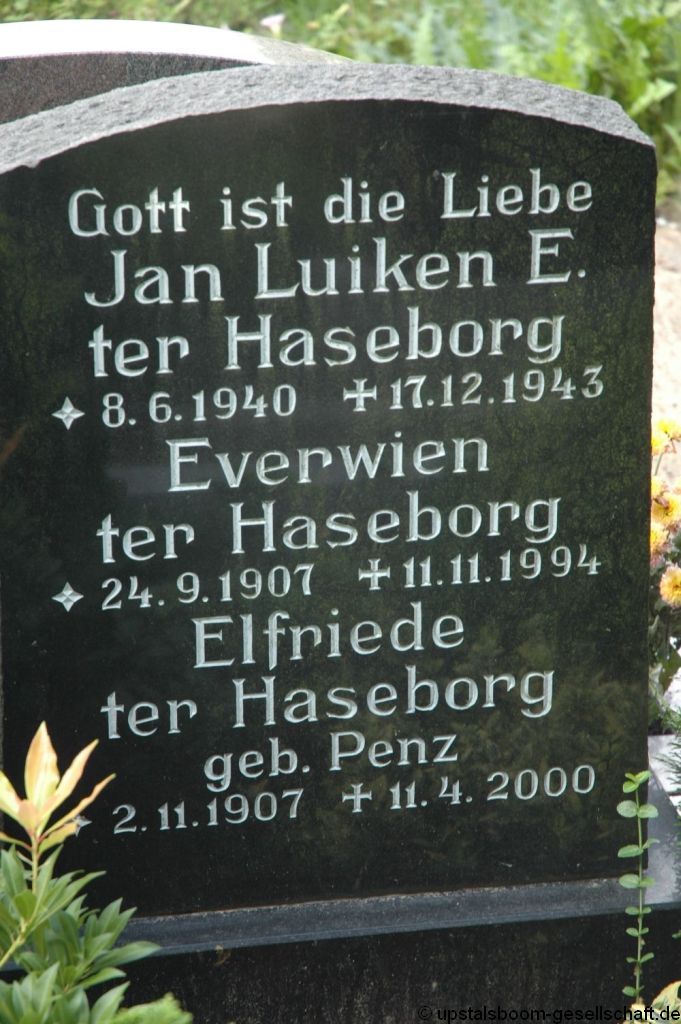 Gott ist die Liebe
Jan Luiken E.
ter Haseborg
8.6.1940 17.12.1943
Everwien
ter Haseborg
24.9.1907 11.11.1994
Elfriede
ter Haseborg
geb. Penz
2.11.1907 11.4.2000
© upstalsboom-gesellschaft.de